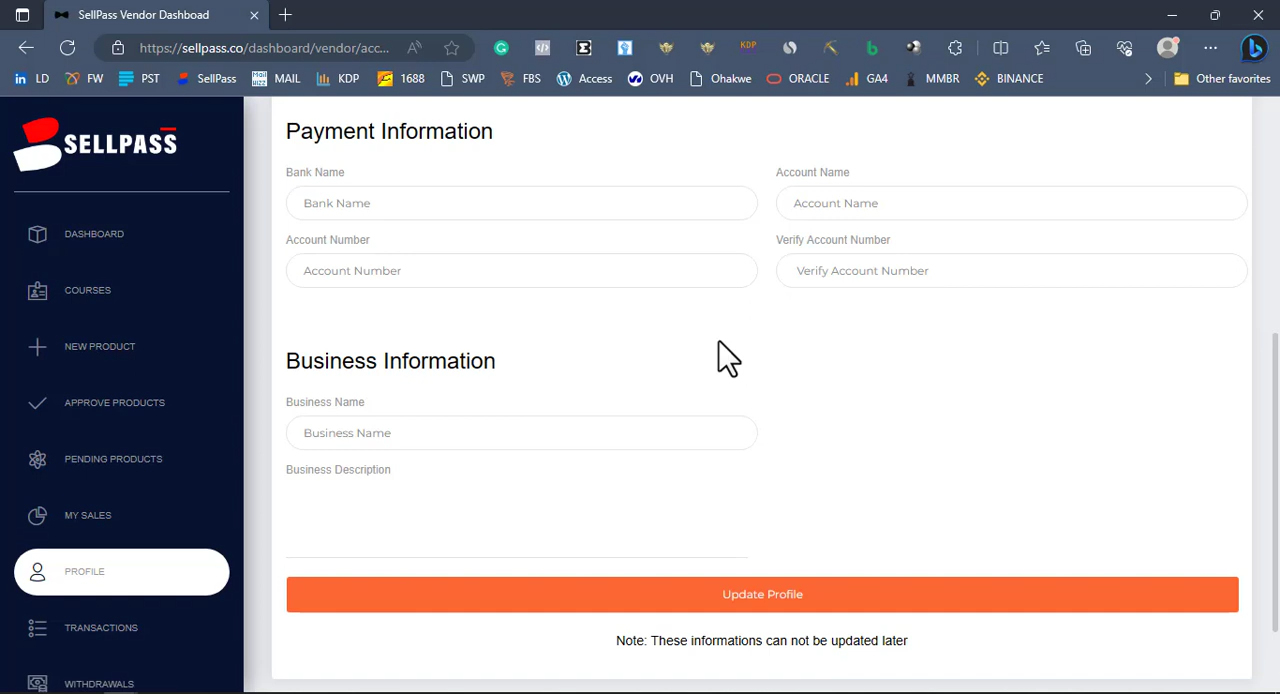 SellPass Vendor Dashboad
https://sellpass.co/dashboard/vendor/acc...
KDP
LD
FW
PST
SellPass
MAIL
KDP
1688
SWP
FBS
Access
OVH
Ohakwe
ORACLE
GA4
MMBR
BINANCE
Other favorites
SELLPASS
DASHBOARD
COURSES
NEW PRODUCT
APPROVE PRODUCTS
PENDING PRODUCTS
MY SALES
PROFILE
TRANSACTIONS
WITHDRAWALS
Payment Information
Bank Name
Account Name
Bank Name
Account Name
Account Number
Verify Account Number
Account Number
Verify Account Number
Business Information
Business Name
Business Name
Business Description
Update Profile
Note: These informations can not be updated later